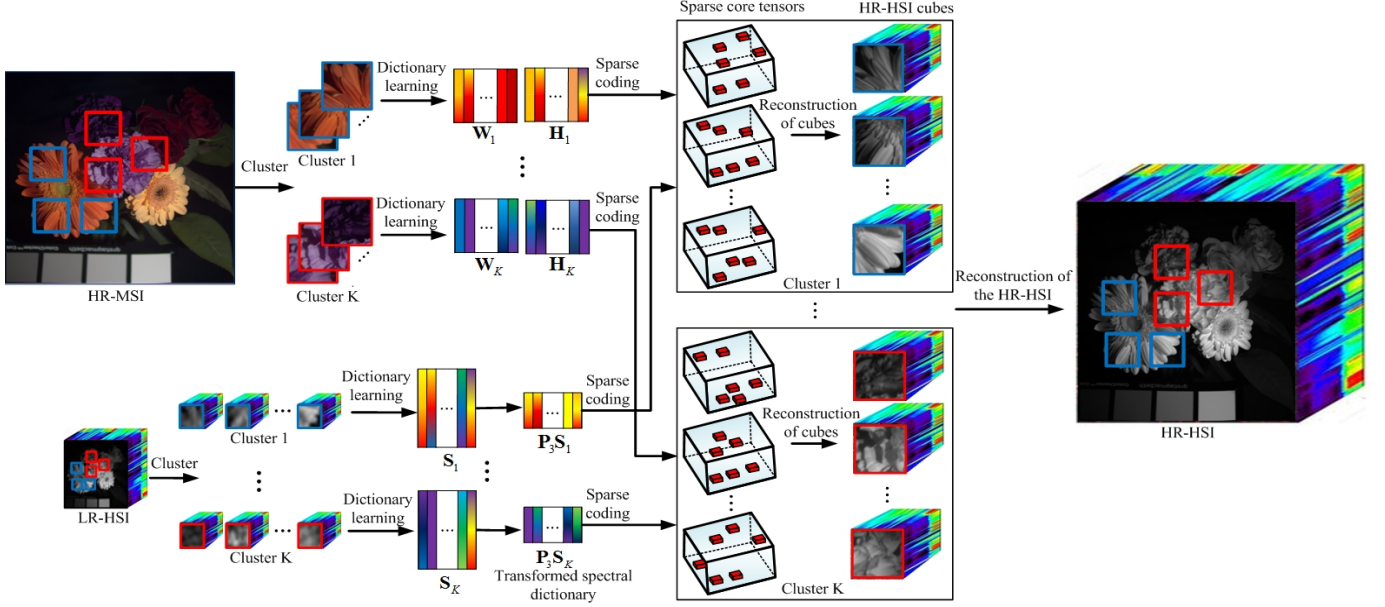 Sparse core tensors
HR-HSI cubes
Dictionary
learning
Sparse
coding
...
...
W1
H1
Cluster 1
Cluster
Reconstruction
of cubes
Dictionary
learning
Sparse
coding
...
...
WK
HK
Cluster K
HR-MSI
Cluster 1
Reconstruction of
the HR-HSI
Dictionary
learning
Sparse
coding
...
...
Cluster 1
S1
P3S1
Cluster
LR-HSI
Dictionary
learning
Sparse
coding
...
...
Cluster K
SK
P3SK
Transformed spectral
dictionary
Reconstruction
of cubes
Cluster K
HR-HSI